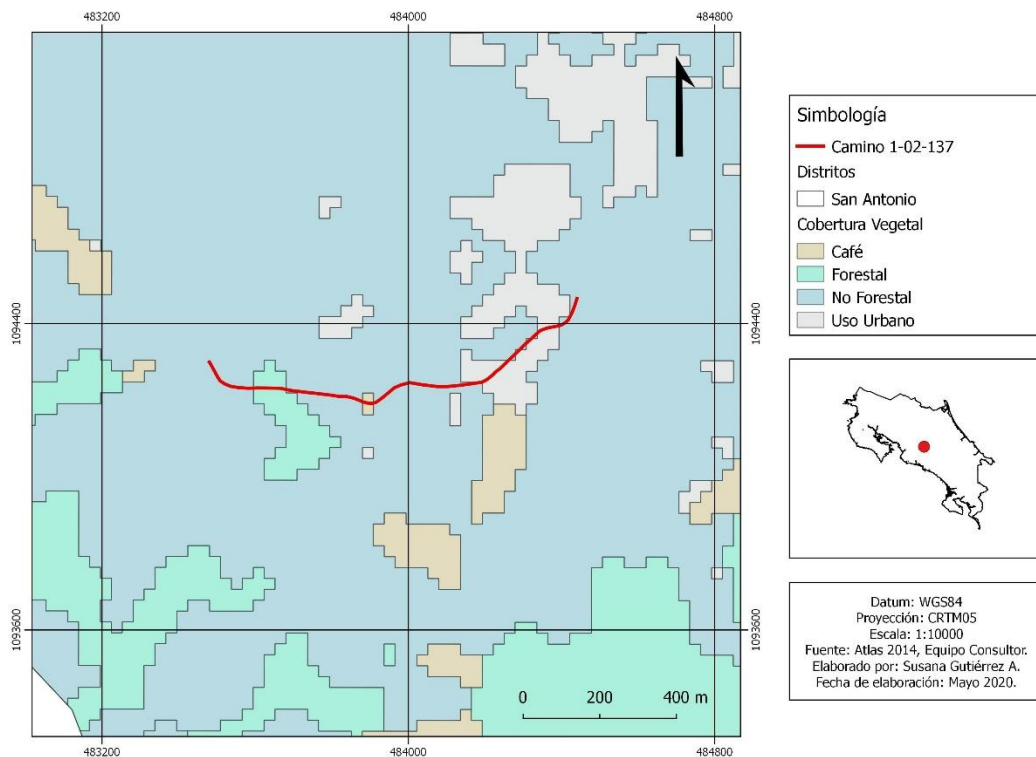 483200
484000
484800
1094400
1094400
1093600
1093600
0
200
400 m
483200
484000
484800
Simbología
Camino 1-02-137
Distritos
San Antonio
Cobertura Vegetal
Café
Forestal
No Forestal
Uso Urbano
Datum: WGS84
Proyección: CRTM05
Escala: 1:10000
Fuente: Atlas 2014, Equipo Consultor.
Elaborado por: Susana Gutiérrez A.
Fecha de elaboración: Mayo 2020.